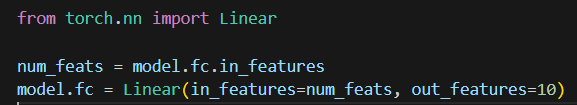 from torch.nn import Linear
num_feats = model.fc.in_features
model.fc = Linear(in_features=num_feats, out_features=10)